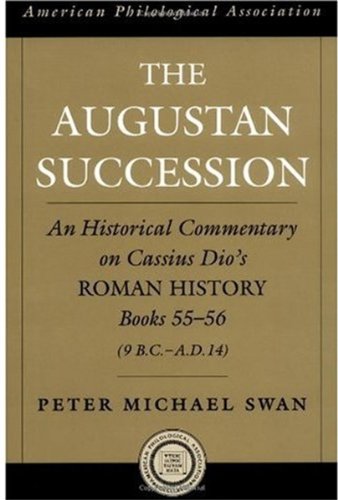 American Philological Association
THE
AUGUSTAN
SUCCESSION
An Historical Commentary
on Cassius Dio's
ROMAN HISTORY
Books 55–56
(9 B.C.–A.D. 14)
PETER MICHAEL SWAN